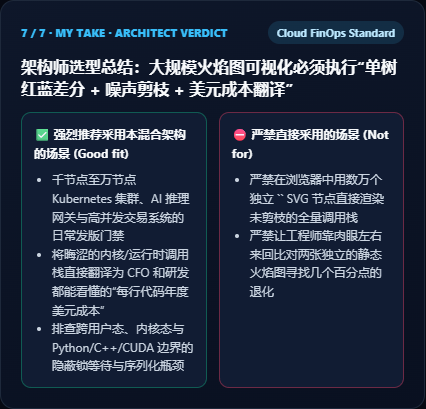 7 / 7 · MY TAKE · ARCHITECT VERDICT
Cloud FinOps Standard
架构师选型总结：大规模火焰图可视化必须执行“单树
红蓝差分 + 噪声剪枝 + 美元成本翻译”
✅ 强烈推荐采用本混合架构
的场景 (Good fit)
• 千节点至万节点
Kubernetes 集群、AI 推理
网关与高并发交易系统的
日常发版门禁
• 将晦涩的内核/运行时调用
栈直接翻译为 CFO 和研发
都能看懂的“每行代码年度
美元成本”
• 排查跨用户态、内核态与
Python/C++/CUDA 边界的
隐蔽锁等待与序列化瓶颈
⛔ 严禁直接采用的场景 (Not
for)
• 严禁在浏览器中用数万个
独立 `` SVG 节点直接渲染
未剪枝的全量调用栈
• 严禁让工程师靠肉眼左右
来回比对两张独立的静态
火焰图寻找几个百分点的
退化